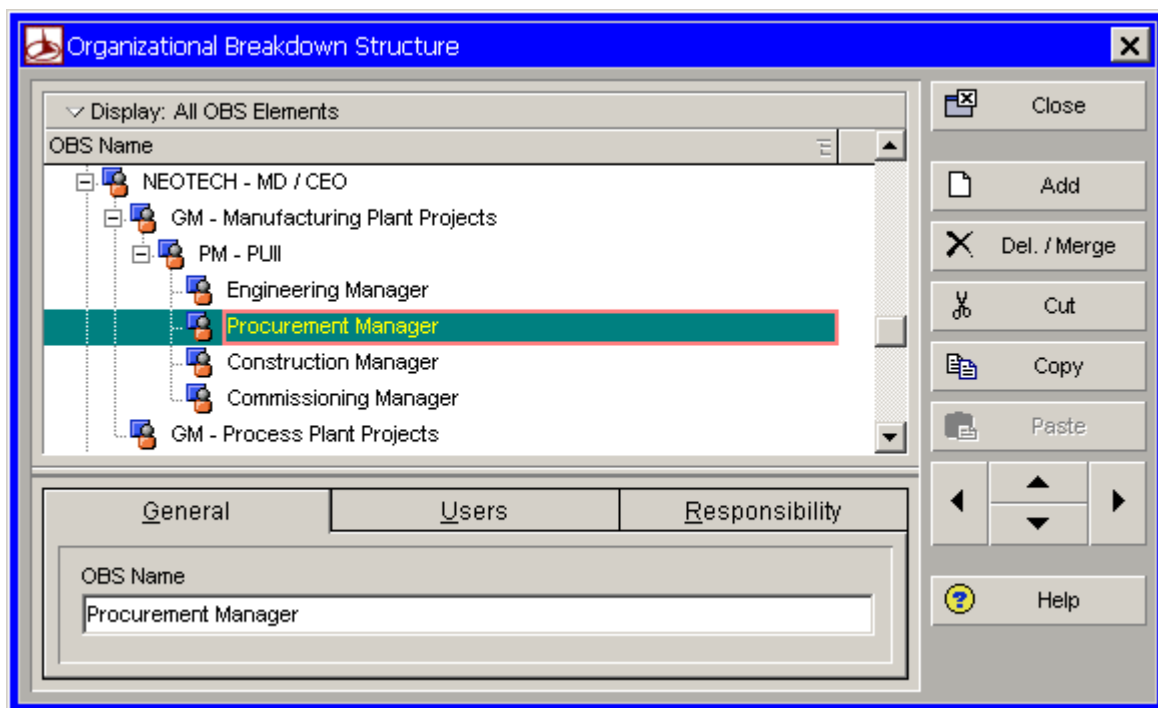 Organizational Breakdown Structure
Display: All OBS Elements
OBS Name
NEOTECH - MD / CEO
GM - Manufacturing Plant Projects
PM - PUII
Engineering Manager
Procurement Manager
Construction Manager
Commissioning Manager
GM - Process Plant Projects
General
Users
Responsibility
OBS Name
Procurement Manager
Close
Add
Del. / Merge
Cut
Copy
Paste
Help